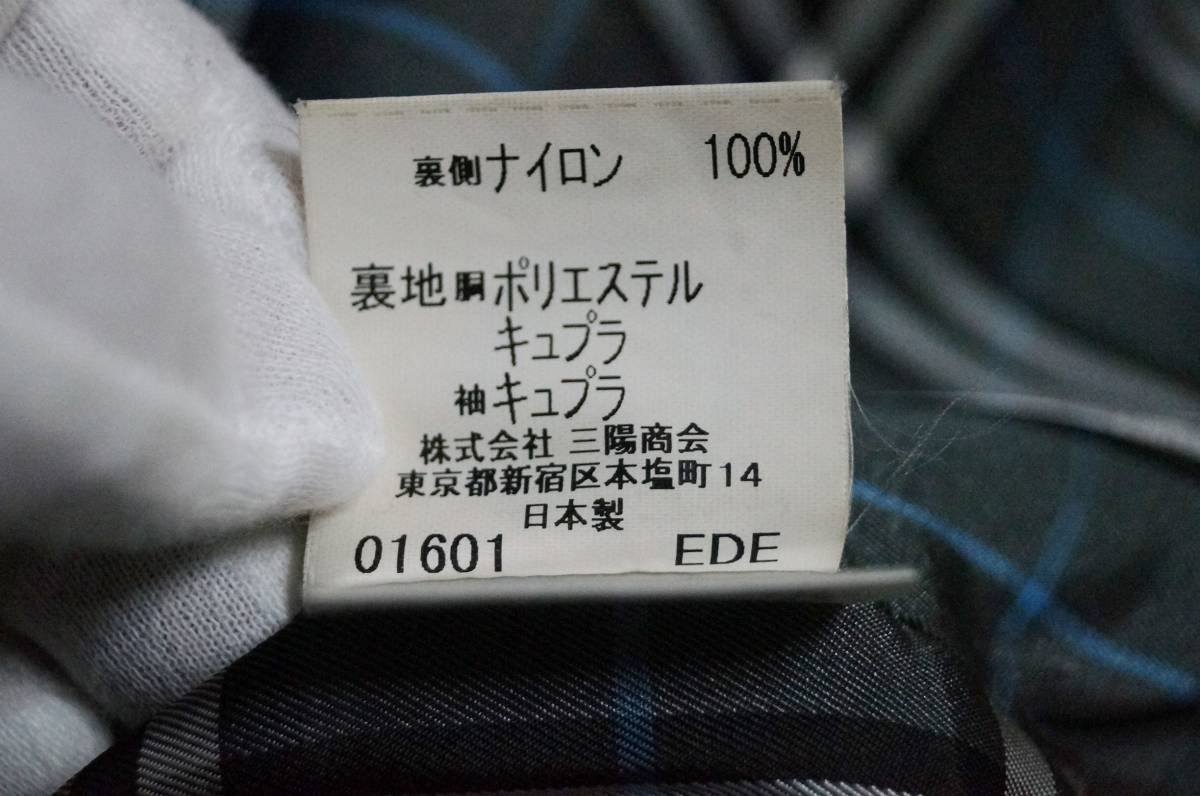 裏側ナイロン 100%
裏地 胴 ポリエステル
キュプラ
袖キュプラ
株式会社 三陽商会
東京都新宿区本塩町14
日本製
01601 EDE